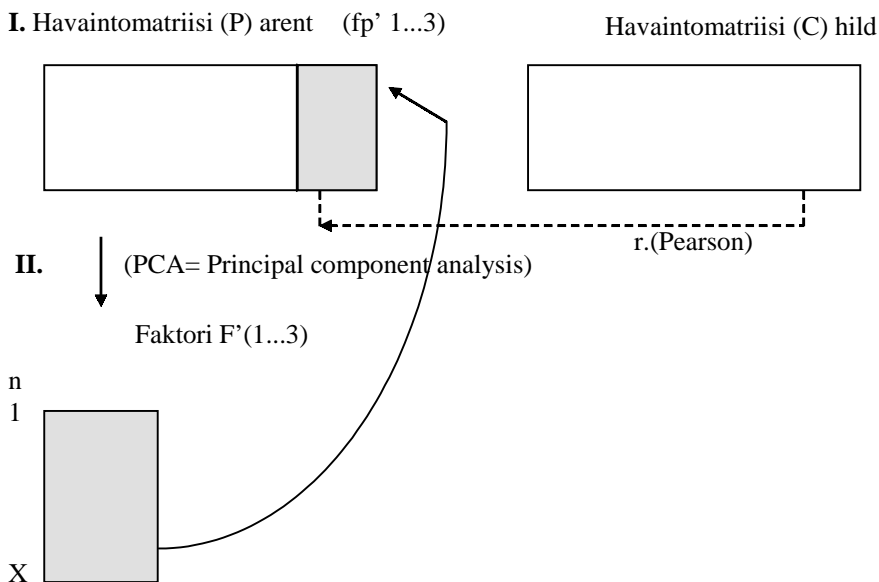 I. Havaintomatriisi (P) arent (fp’ 1...3)
Havaintomatriisi (C) hild
r.(Pearson)
II. (PCA= Principal component analysis)
Faktori F’(1...3)
n
1
X